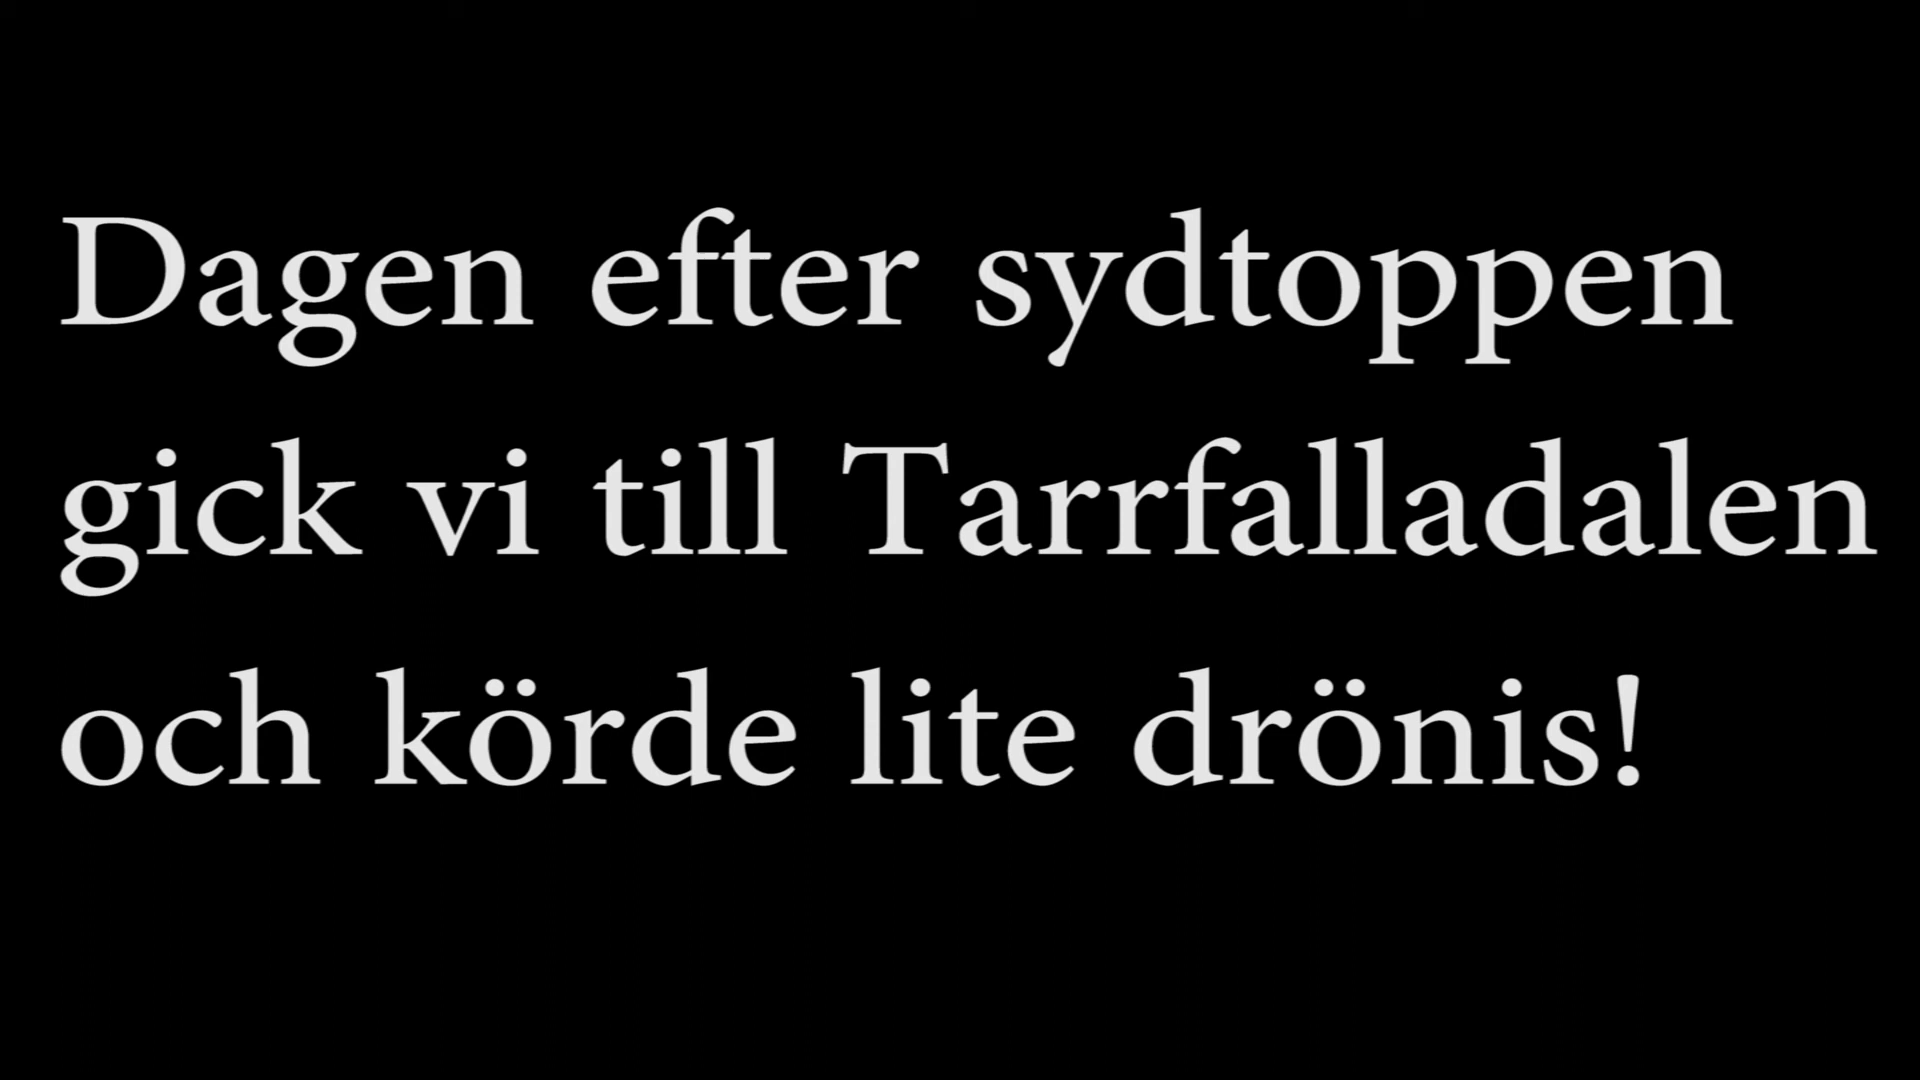 Dagen efter sydtoppen
gick vi till Tarrfalladalen
och körde lite drönis!